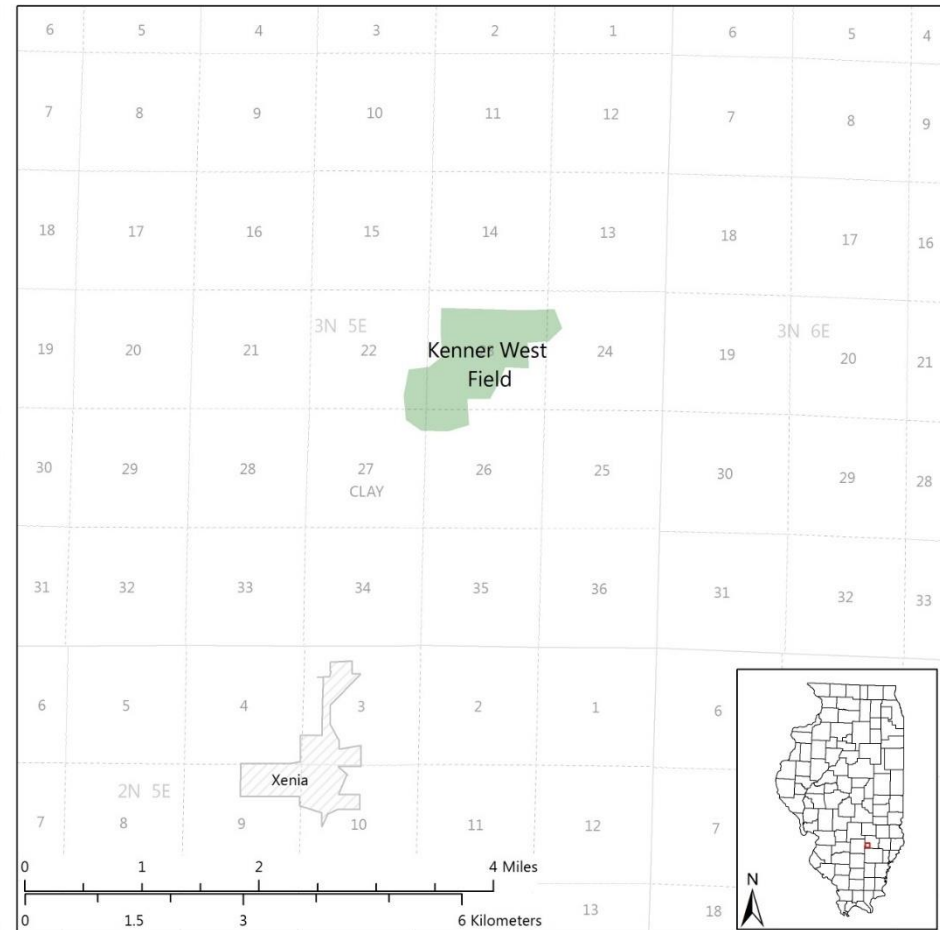 6 5 4 3 2 1 6 5 4
7 8 9 10 11 12 7 8 9
18 17 16 15 14 13 18 17 16
3N 5E 3N 6E
19 20 21 22 24 19 20 21
Kenner West
Field
30 29 28 27 26 25 30 29 28
CLAY
31 32 33 34 35 36 31 32 33
6 5 4 3 2 1 6
Xenia
2N 5E
7 8 9 10 11 12 7
0 1 2 4 Miles
0 1.5 3 6 Kilometers
13 18
N